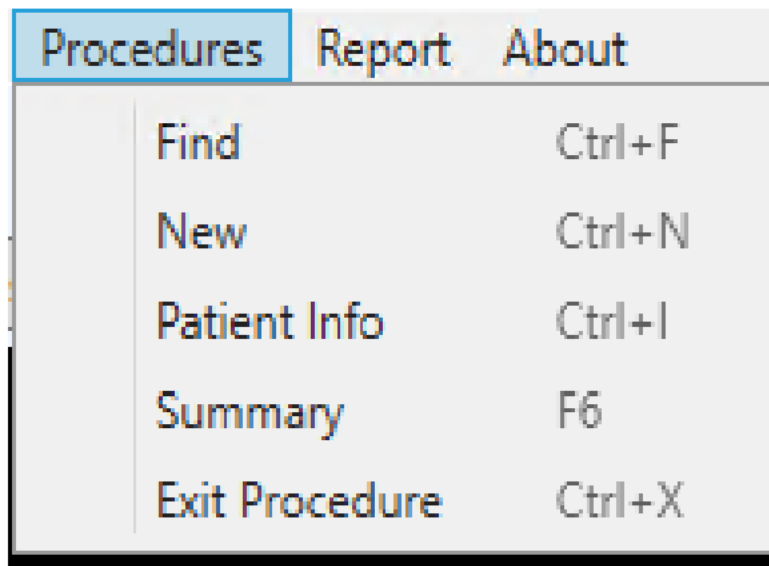 Procedures Report About
Find Ctrl+F
New Ctrl+N
Patient Info Ctrl+I
Summary F6
Exit Procedure Ctrl+X